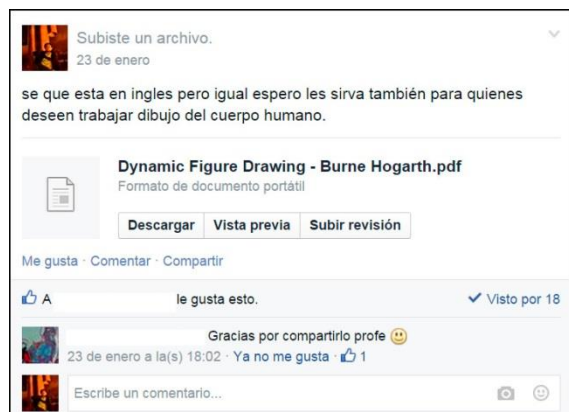 Subiste un archivo.
23 de enero
se que esta en ingles pero igual espero les sirva también para quienes
deseen trabajar dibujo del cuerpo humano.
Dynamic Figure Drawing - Burne Hogarth.pdf
Formato de documento portátil
Descargar Vista previa Subir revisión
Me gusta · Comentar · Compartir
A le gusta esto. Visto por 18
Gracias por compartirlo profe
23 de enero a la(s) 18:02 · Ya no me gusta · 1
Escribe un comentario...